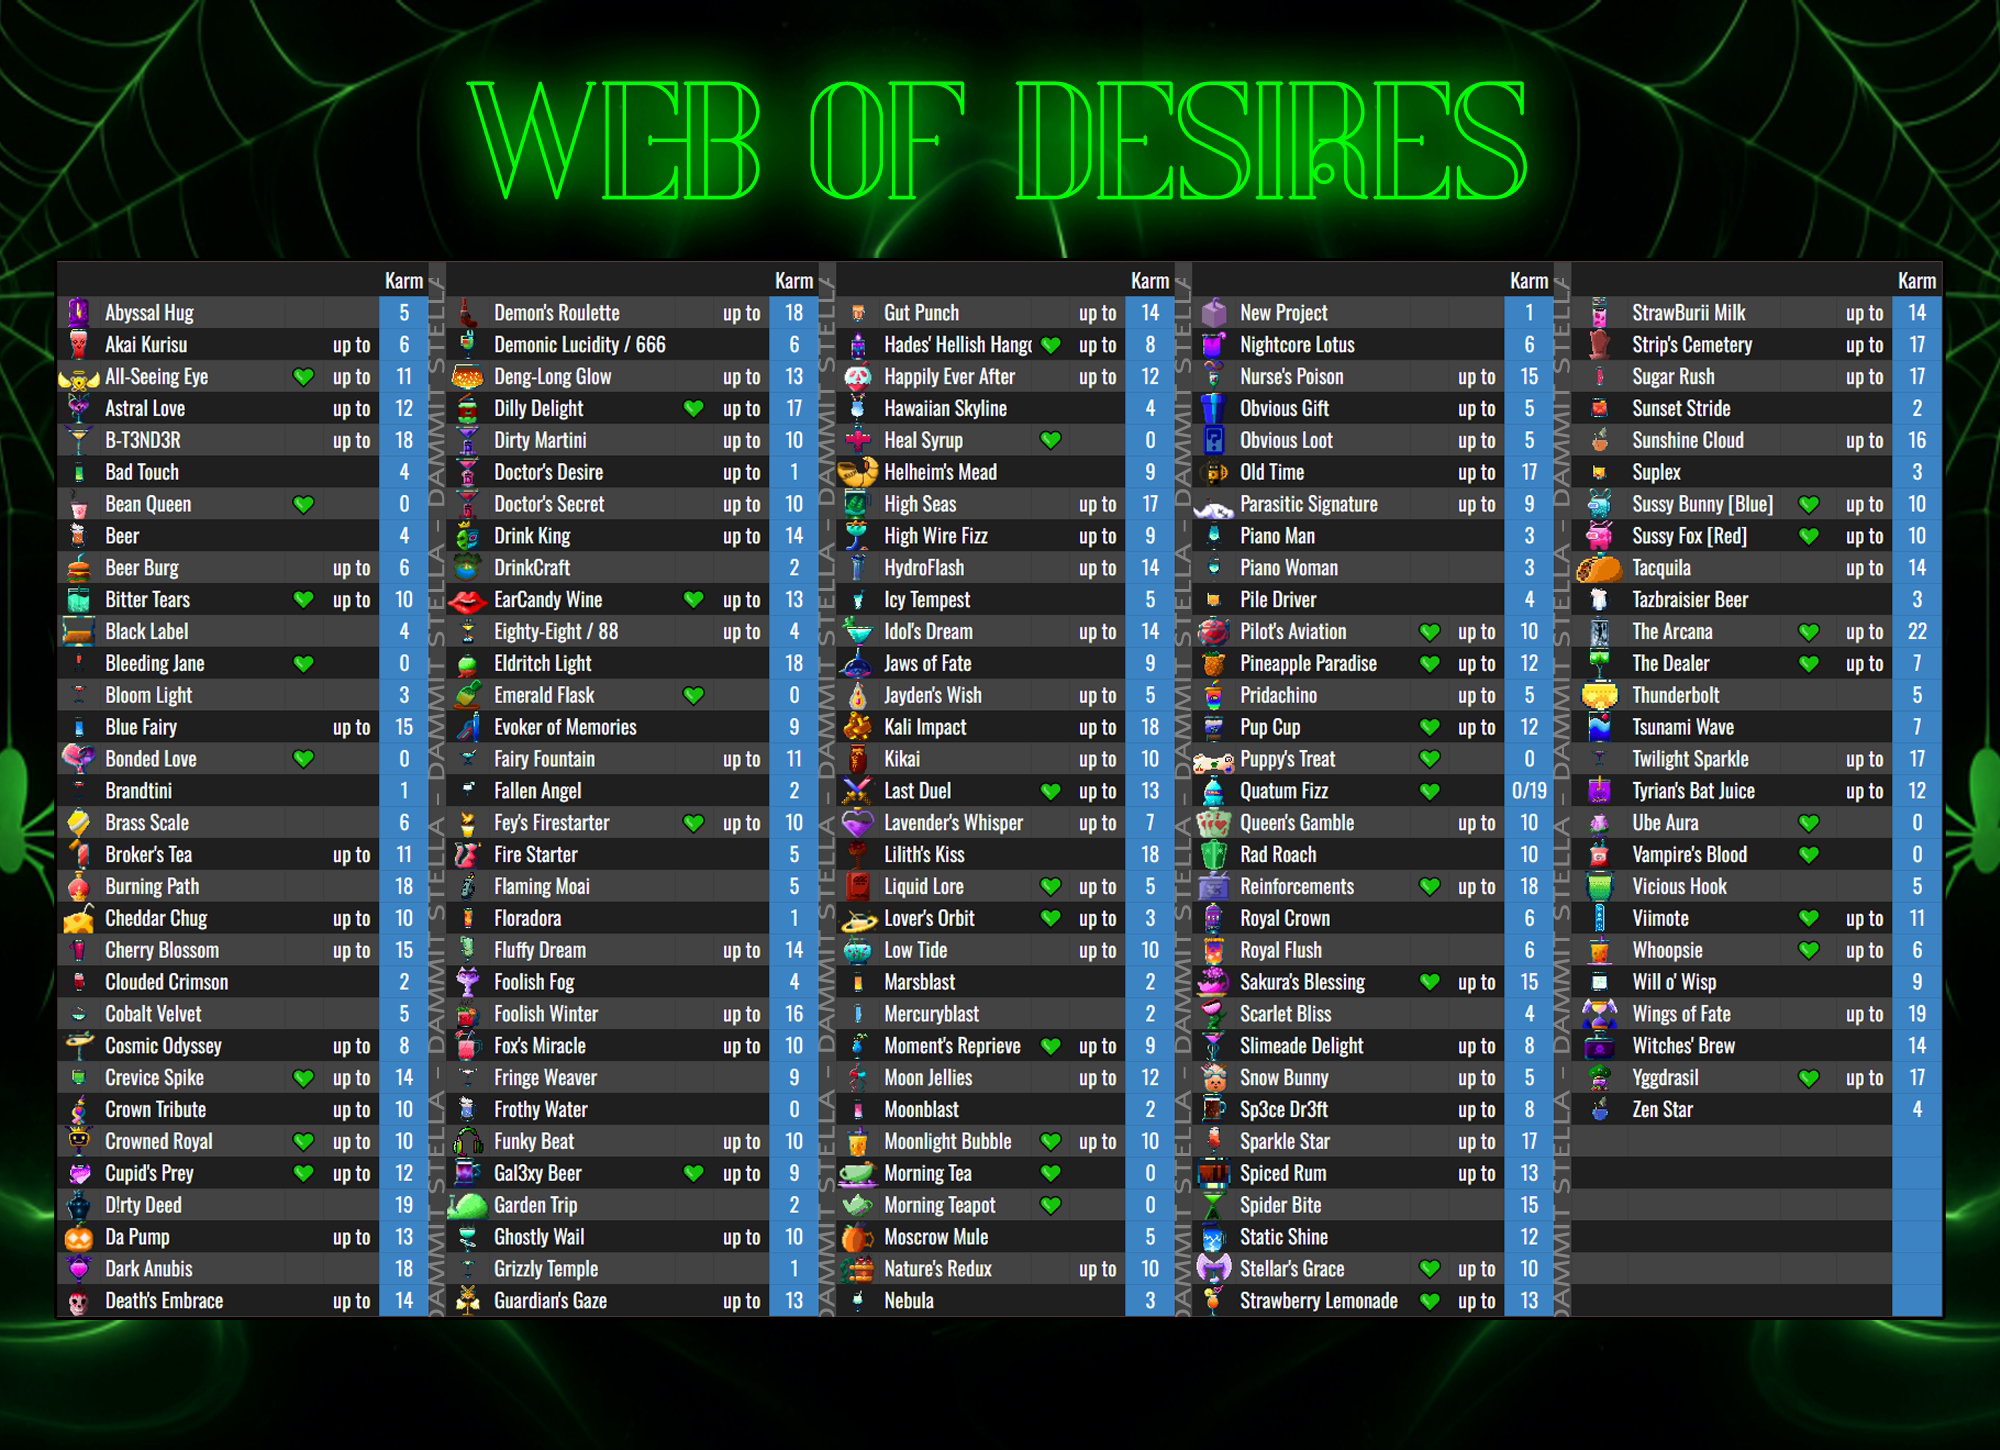 WEB OF DESIRES
Karm
Abyssal Hug 5
Akai Kurisu up to 6
All-Seeing Eye up to 11
Astral Love up to 12
B-T3ND3R up to 18
Bad Touch 4
Bean Queen 0
Beer 4
Beer Burg up to 6
Bitter Tears up to 10
Black Label 4
Bleeding Jane 0
Bloom Light 3
Blue Fairy up to 15
Bonded Love 0
Brandtini 1
Brass Scale 6
Broker's Tea up to 11
Burning Path 18
Cheddar Chug up to 10
Cherry Blossom up to 15
Clouded Crimson 2
Cobalt Velvet 5
Cosmic Odyssey up to 8
Crevice Spike up to 14
Crown Tribute up to 10
Crowned Royal up to 10
Cupid's Prey up to 12
D!rty Deed 19
Da Pump up to 13
Dark Anubis 18
Death's Embrace up to 14
STELLA - DAMMIT STELLA - DAMMIT STELLA
Karm
Demon's Roulette up to 18
Demonic Lucidity / 666 6
Deng-Long Glow up to 13
Dilly Delight up to 17
Dirty Martini up to 10
Doctor's Desire up to 1
Doctor's Secret up to 10
Drink King up to 14
DrinkCraft 2
EarCandy Wine up to 13
Eighty-Eight / 88 up to 4
Eldritch Light 18
Emerald Flask 0
Evoker of Memories 9
Fairy Fountain up to 11
Fallen Angel 2
Fey's Firestarter up to 10
Fire Starter 5
Flaming Moai 5
Floradora 1
Fluffy Dream up to 14
Foolish Fog 4
Foolish Winter up to 16
Fox's Miracle up to 10
Fringe Weaver 9
Frothy Water 0
Funky Beat up to 10
Gal3xy Beer up to 9
Garden Trip 2
Ghostly Wail up to 10
Grizzly Temple 1
Guardian's Gaze up to 13
STELLA - DAMMIT STELLA - DAMMIT STELLA
Karm
Gut Punch up to 14
Hades' Hellish Hango up to 8
Happily Ever After up to 12
Hawaiian Skyline 4
Heal Syrup 0
Helheim's Mead 9
High Seas up to 17
High Wire Fizz up to 9
HydroFlash up to 14
Icy Tempest 5
Idol's Dream up to 14
Jaws of Fate 9
Jayden's Wish up to 5
Kali Impact up to 18
Kikai up to 10
Last Duel up to 13
Lavender's Whisper up to 7
Lilith's Kiss 18
Liquid Lore up to 5
Lover's Orbit up to 3
Low Tide up to 10
Marsblast 2
Mercuryblast 2
Moment's Reprieve up to 9
Moon Jellies up to 12
Moonblast 2
Moonlight Bubble up to 10
Morning Tea 0
Morning Teapot 0
Moscrow Mule 5
Nature's Redux up to 10
Nebula 3
STELLA - DAMMIT STELLA - DAMMIT STELLA
Karm
New Project 1
Nightcore Lotus 6
Nurse's Poison up to 15
Obvious Gift up to 5
Obvious Loot up to 5
Old Time up to 17
Parasitic Signature up to 9
Piano Man 3
Piano Woman 3
Pile Driver 4
Pilot's Aviation up to 10
Pineapple Paradise up to 12
Pridachino up to 5
Pup Cup up to 12
Puppy's Treat 0
Quatum Fizz 0/19
Queen's Gamble up to 10
Rad Roach 10
Reinforcements up to 18
Royal Crown 6
Royal Flush 6
Sakura's Blessing up to 15
Scarlet Bliss 4
Slimeade Delight up to 8
Snow Bunny up to 5
Sp3ce Dr3ft up to 8
Sparkle Star up to 17
Spiced Rum up to 13
Spider Bite 15
Static Shine 12
Stellar's Grace up to 10
Strawberry Lemonade up to 13
STELLA - DAMMIT STELLA - DAMMIT STELLA
Karm
StrawBurii Milk up to 14
Strip's Cemetery up to 17
Sugar Rush up to 17
Sunset Stride 2
Sunshine Cloud up to 16
Suplex 3
Sussy Bunny [Blue] up to 10
Sussy Fox [Red] up to 10
Tacquila up to 14
Tazbraisier Beer 3
The Arcana up to 22
The Dealer up to 7
Thunderbolt 5
Tsunami Wave 7
Twilight Sparkle up to 17
Tyrian's Bat Juice up to 12
Ube Aura 0
Vampire's Blood 0
Vicious Hook 5
Viimote up to 11
Whoopsie up to 6
Will o' Wisp 9
Wings of Fate up to 19
Witches' Brew 14
Yggdrasil up to 17
Zen Star 4